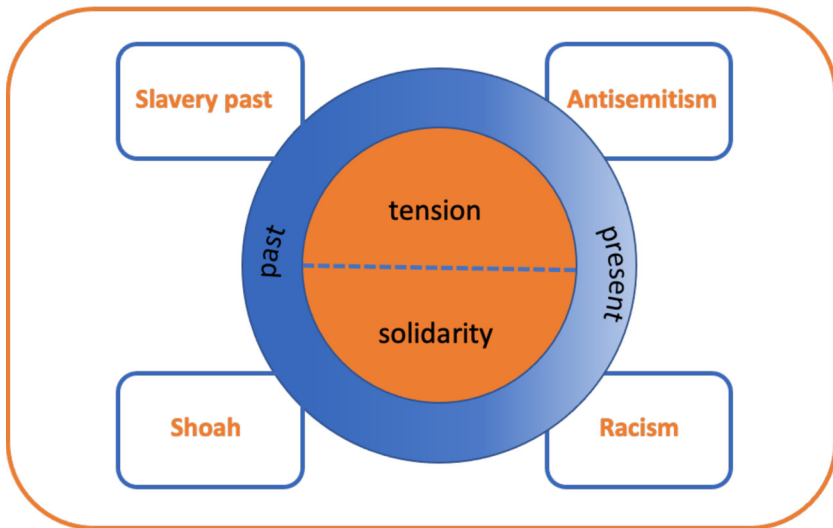 Slavery past
Antisemitism
tension
past
present
solidarity
Shoah
Racism